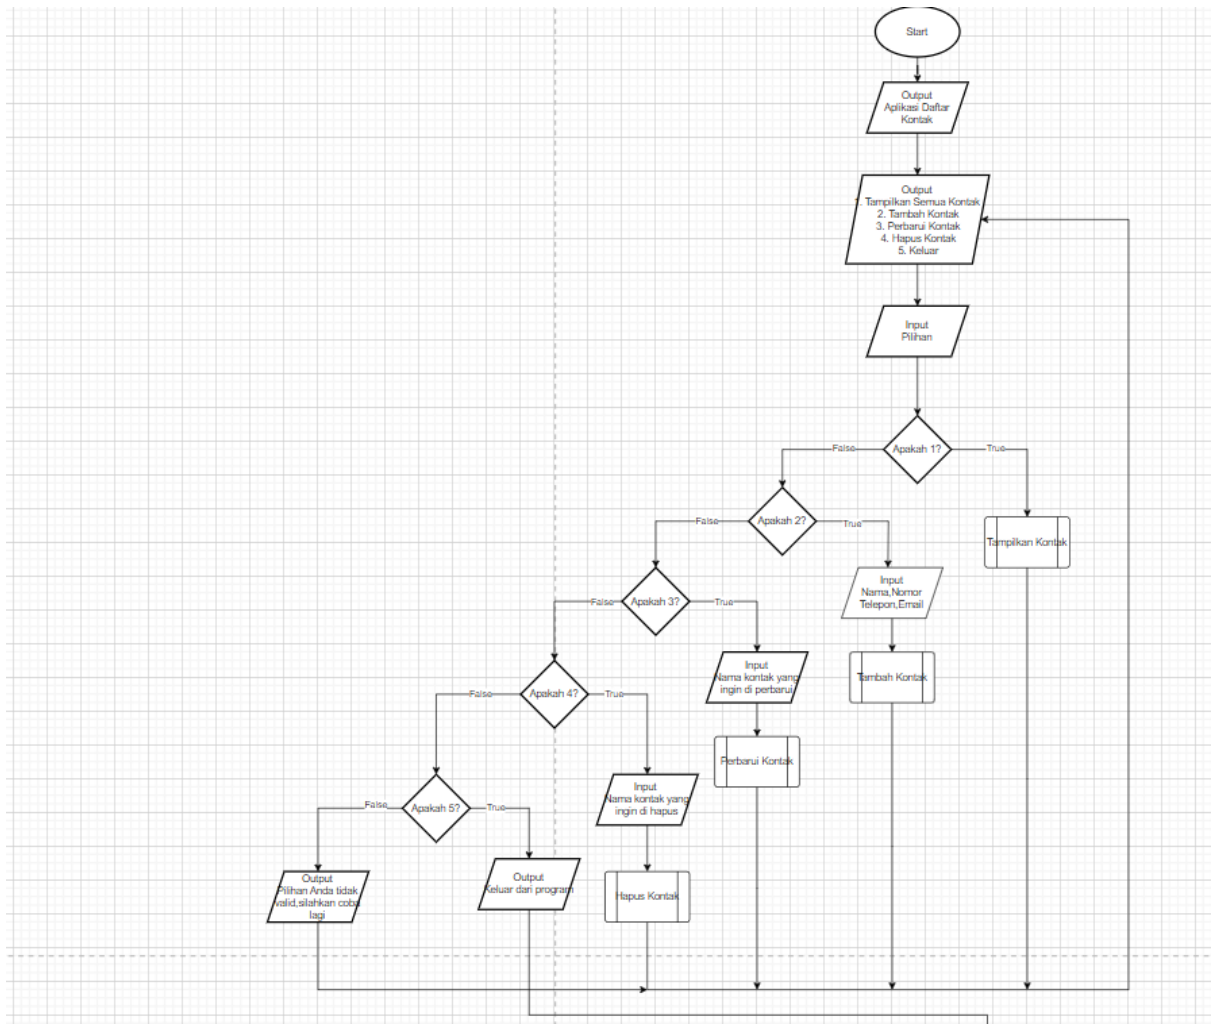 Start
Output
Aplikasi Daftar
Kontak
Output
1. Tampilkan Semua Kontak
2. Tambah Kontak
3. Perbarui Kontak
4. Hapus Kontak
5. Keluar
Input
Pilihan
False
Apakah 1?
True
False
Apakah 2?
True
Tampilkan Kontak
Input
Nama,Nomor
Telepon,Email
False
Apakah 3?
True
Input
Nama kontak yang
ingin di perbarui
Tambah Kontak
False
Apakah 4?
True
Perbarui Kontak
Input
Nama kontak yang
ingin di hapus
False
Apakah 5?
True
Output
Pilihan Anda tidak
valid,silahkan coba
lagi
Output
Keluar dari program
Hapus Kontak